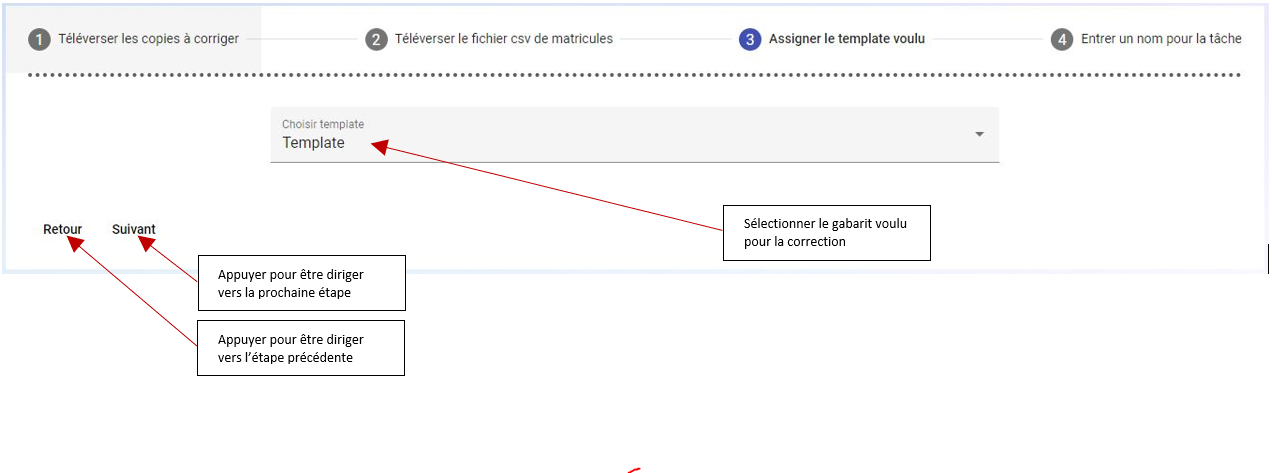 1 Téléverser les copies à corriger 2 Téléverser le fichier csv de matricules 3 Assigner le template voulu 4 Entrer un nom pour la tâche
Choisir template
Template
Retour Suivant
Sélectionner le gabarit voulu
pour la correction
Appuyer pour être diriger
vers la prochaine étape
Appuyer pour être diriger
vers l'étape précédente